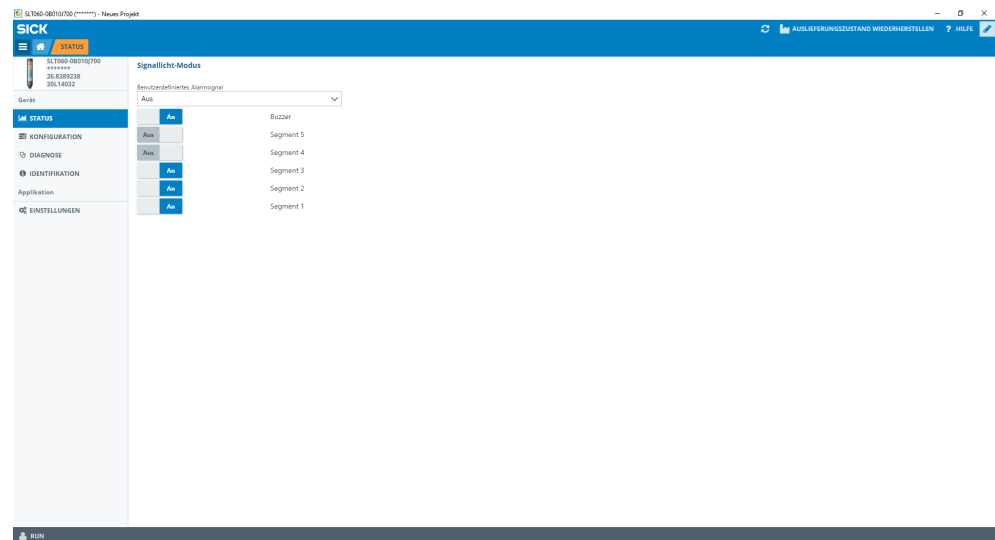 SLT060-0B010J700 (*******) - Neues Projekt
SICK
AUSLIEFERUNGSZUSTAND WIEDERHERSTELLEN
? HILFE
STATUS
SLT060-0B010J700
*******
26.8389238
20L14032
Gerät
STATUS
KONFIGURATION
DIAGNOSE
IDENTIFIKATION
Applikation
EINSTELLUNGEN
Signallicht-Modus
Benutzerdefiniertes Alarmsignal
Aus
An Buzzer
Aus Segment 5
Aus Segment 4
An Segment 3
An Segment 2
An Segment 1
RUN